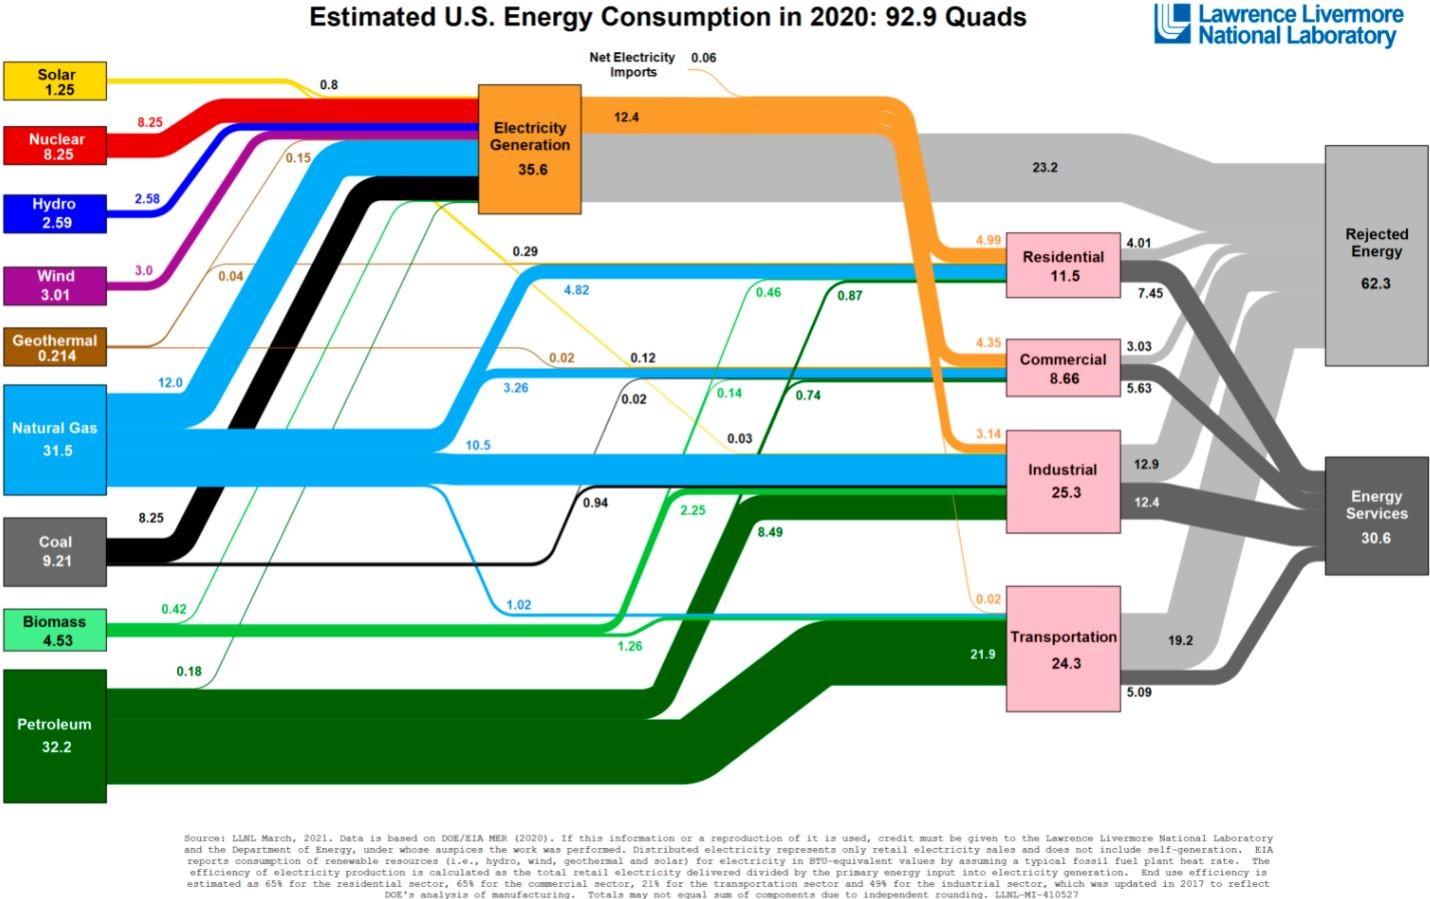 Estimated U.S. Energy Consumption in 2020: 92.9 Quads
Lawrence Livermore
National Laboratory
Net Electricity
Imports
0.06
Solar
1.25
0.8
Nuclear
8.25
8.25
Electricity
Generation
35.6
12.4
23.2
0.15
Hydro
2.59
2.58
Rejected
Energy
62.3
4.99
4.01
Residential
11.5
7.45
Wind
3.01
3.0
0.04
0.29
4.82
0.46
0.87
Geothermal
0.214
0.02
0.12
4.35
3.03
Commercial
8.66
5.63
12.0
3.26
0.02
0.14
0.74
Natural Gas
31.5
10.5
0.03
3.14
Industrial
25.3
12.9
12.4
Energy
Services
30.6
Coal
9.21
8.25
0.94
2.25
8.49
Biomass
4.53
0.42
1.02
1.26
0.02
Transportation
24.3
21.9
19.2
5.09
Petroleum
32.2
0.18
Source: LLNL March, 2021. Data is based on DOE/EIA MER (2020). If this information or a reproduction of it is used, credit must be given to the Lawrence Livermore National Laboratory
and the Department of Energy, under whose auspices the work was performed. Distributed electricity represents only retail electricity sales and does not include self-generation. EIA
reports consumption of renewable resources (i.e., hydro, wind, geothermal and solar) for electricity in BTU-equivalent values by assuming a typical fossil fuel plant heat rate. The
efficiency of electricity production is calculated as the total retail electricity delivered divided by the primary energy input into electricity generation. End use efficiency is
estimated as 65% for the residential sector, 65% for the commercial sector, 21% for the transportation sector and 49% for the industrial sector, which was updated in 2017 to reflect
DOE's analysis of manufacturing. Totals may not equal sum of components due to independent rounding. LLNL-MI-410527